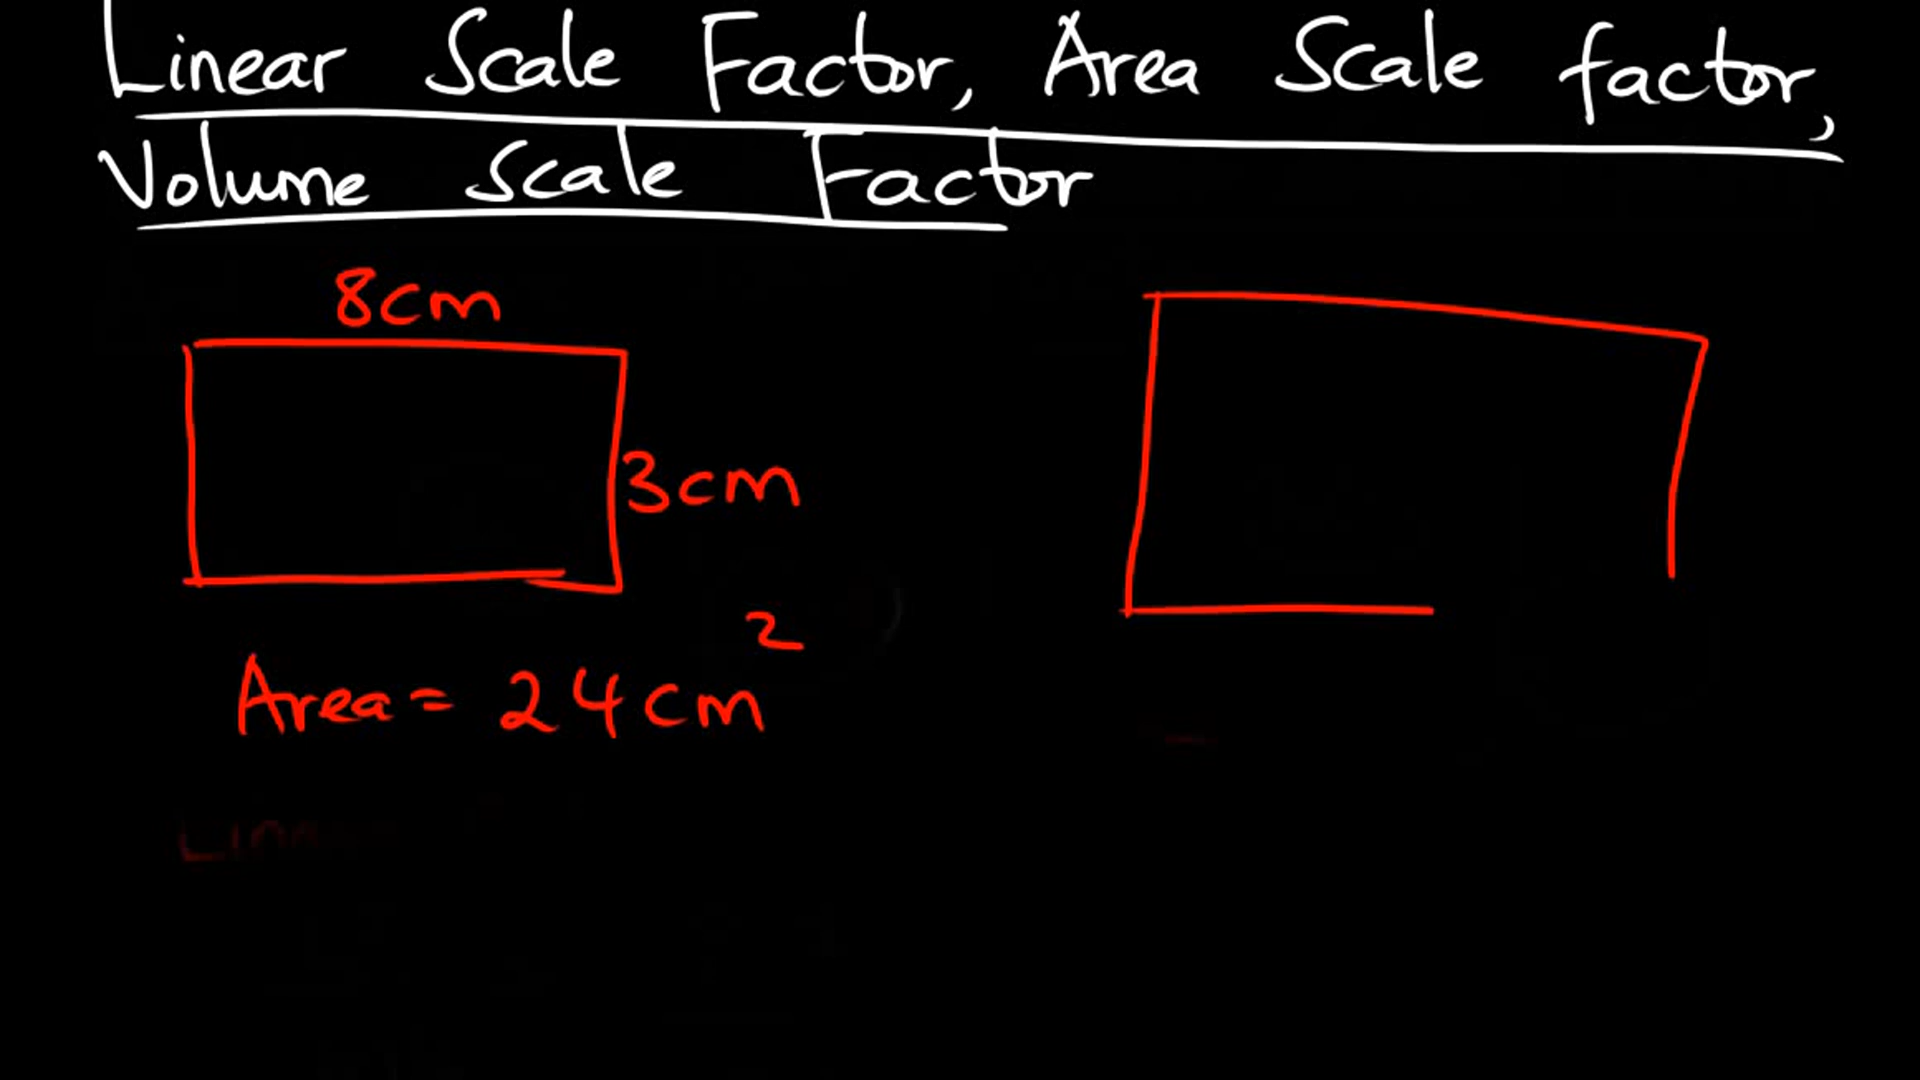 Linear Scale Factor, Area Scale factor,
Volume Scale Factor
8cm
3cm
Area = 24cm²